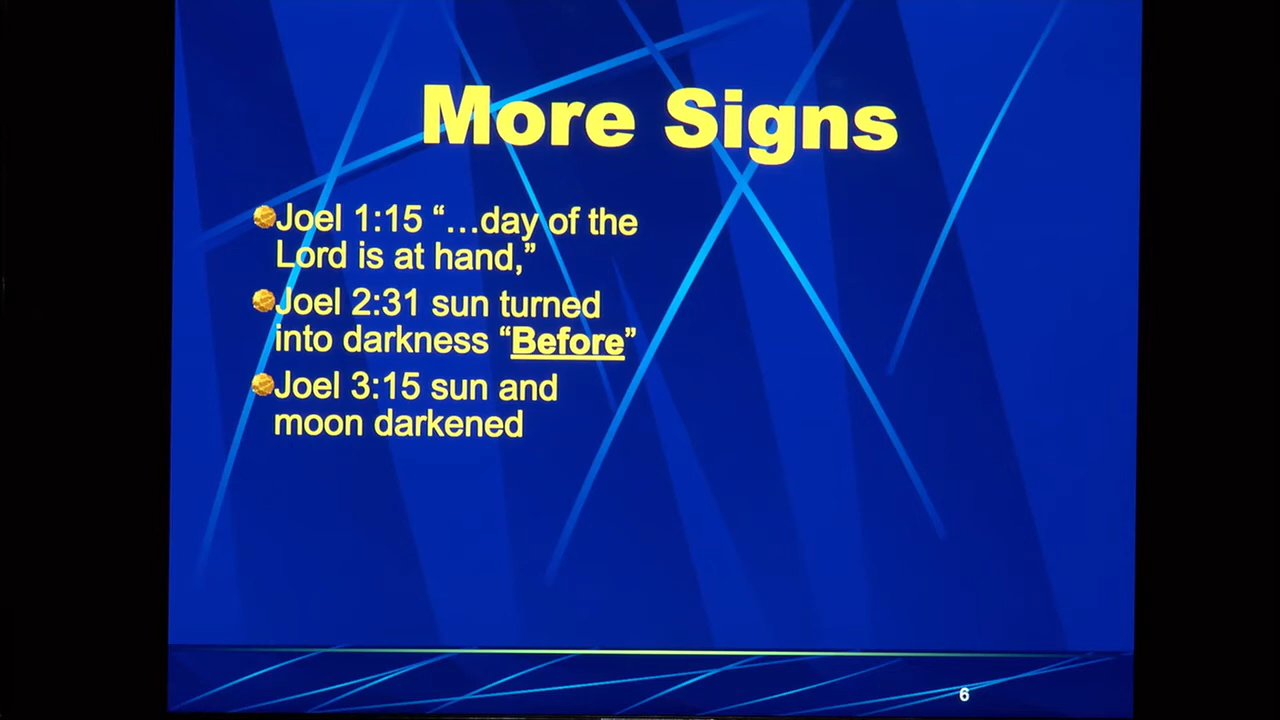 More Signs
Joel 1:15 “…day of the
Lord is at hand,”
Joel 2:31 sun turned
into darkness “Before”
Joel 3:15 sun and
moon darkened
6